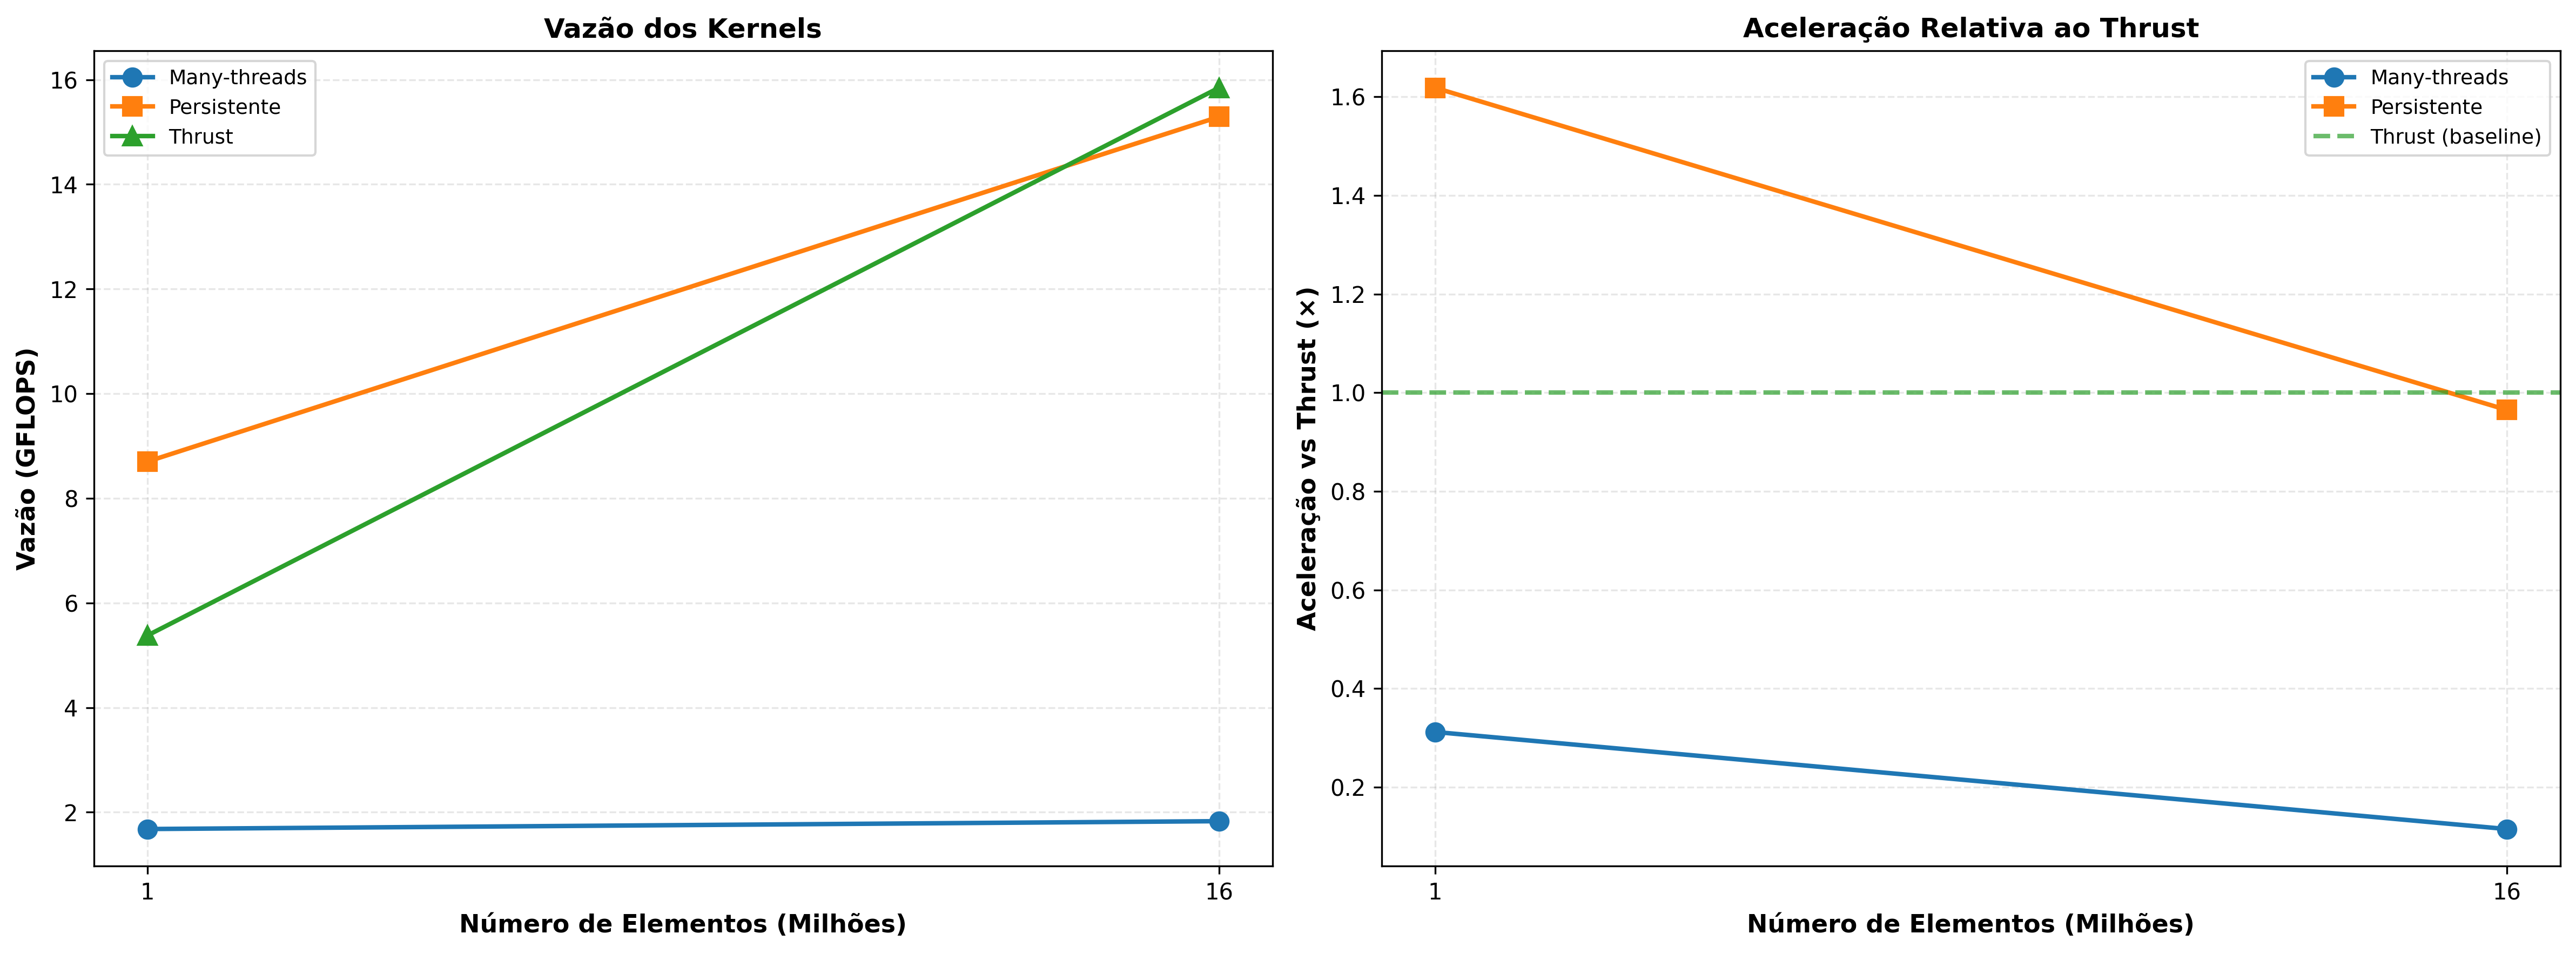 Vazão dos Kernels
Many-threads
Persistente
Thrust
16
14
12
10
8
6
4
2
Vazão (GFLOPS)
1
16
Número de Elementos (Milhões)
Aceleração Relativa ao Thrust
Many-threads
Persistente
Thrust (baseline)
1.6
1.4
1.2
1.0
0.8
0.6
0.4
0.2
Aceleração vs Thrust (×)
1
16
Número de Elementos (Milhões)